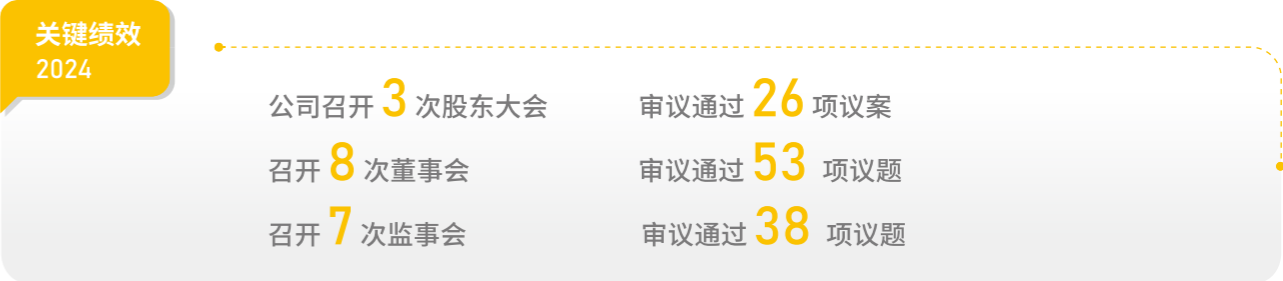 关键绩效
2024
公司召开 3 次股东大会 审议通过 26 项议案
召开 8 次董事会 审议通过 53 项议题
召开 7 次监事会 审议通过 38 项议题